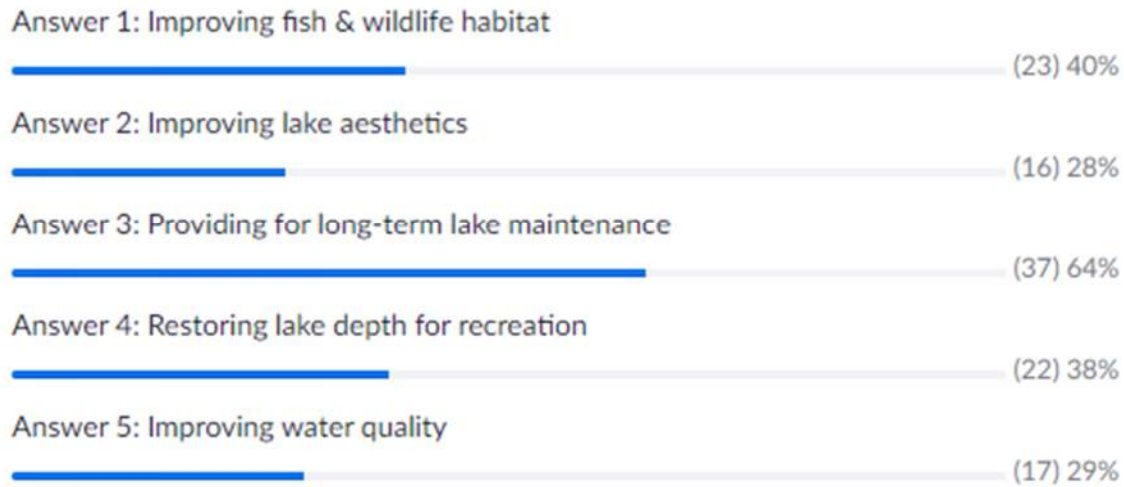 Answer 1: Improving fish & wildlife habitat
(23) 40%
Answer 2: Improving lake aesthetics
(16) 28%
Answer 3: Providing for long-term lake maintenance
(37) 64%
Answer 4: Restoring lake depth for recreation
(22) 38%
Answer 5: Improving water quality
(17) 29%